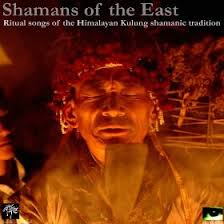 Shamans of the East
Ritual songs of the Himalayan Kulung shamanic tradition